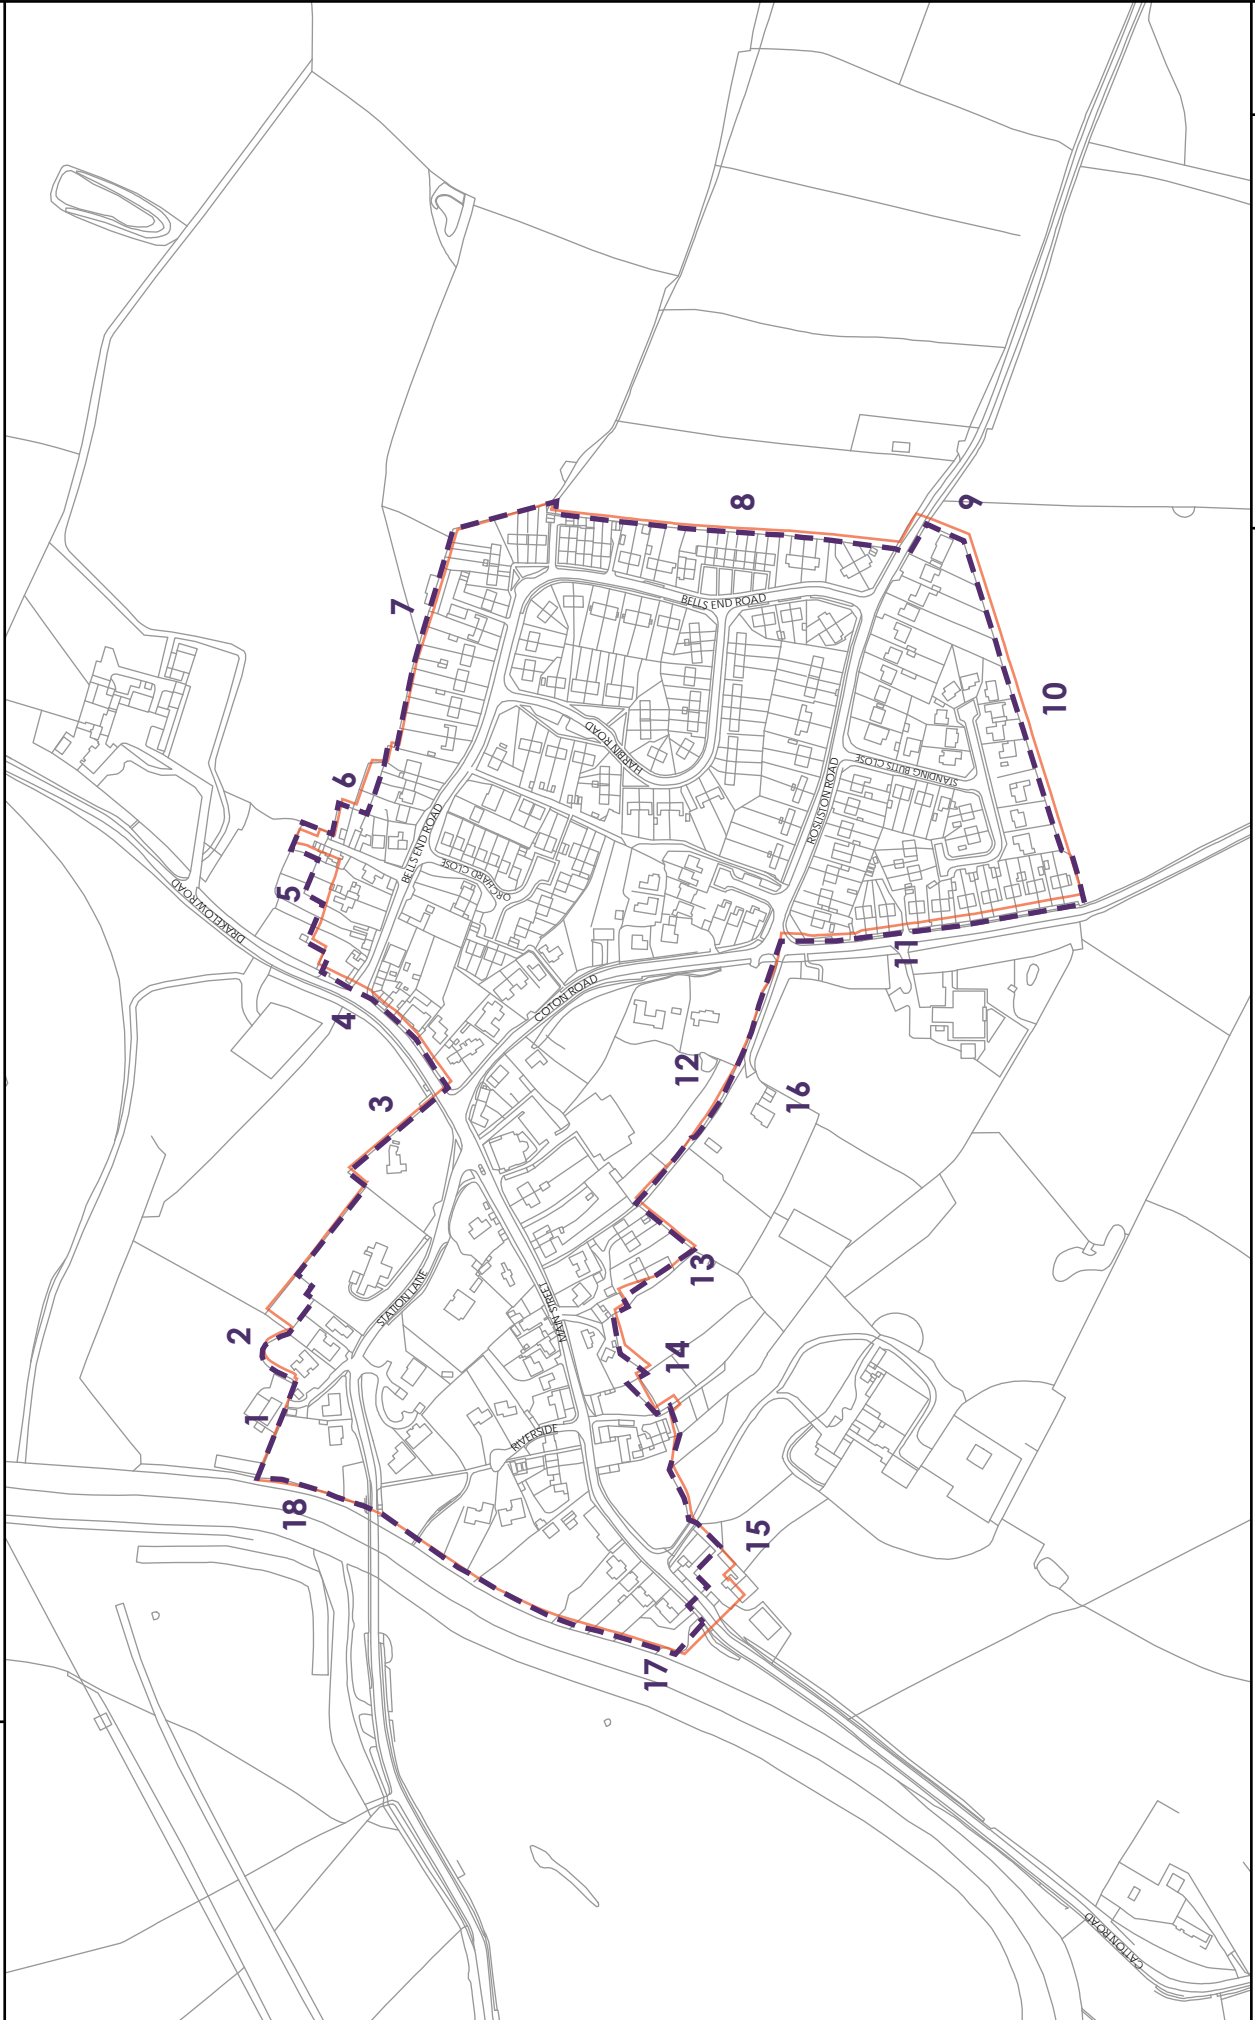 1
2
3
4
5
6
7
8
9
10
11
12
13
14
15
16
17
18
DRAKLOW ROAD
BELLS END ROAD
BELLS END ROAD
ORCHARD CLOSE
HARBIN ROAD
COTON ROAD
ROSLISTON ROAD
STANDING BUTTS CLOSE
STATION LANE
MAIN STREET
RIVERSIDE
CATTON ROAD